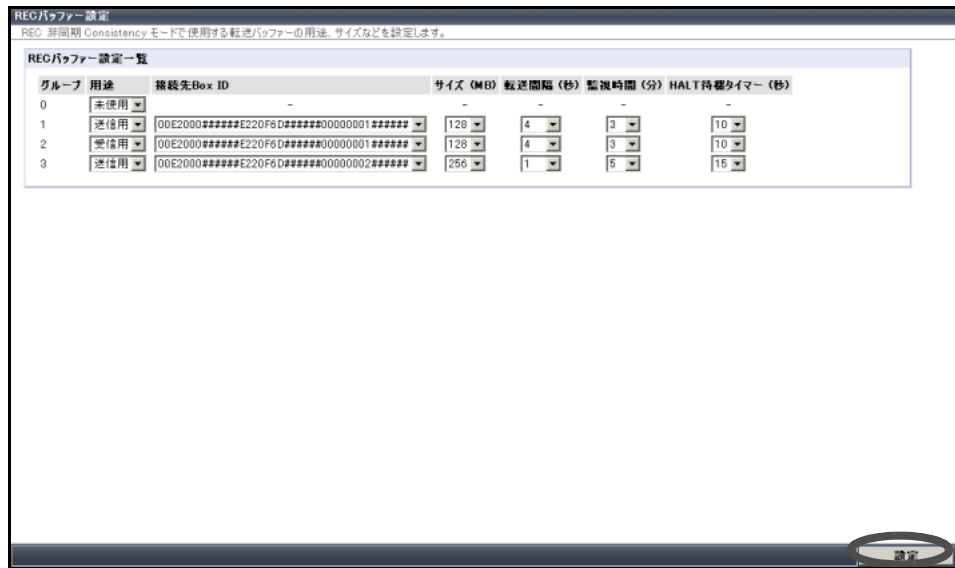 RECバッファー設定
REC 非同期 Consistency モードで使用する転送バッファーの用途、サイズなどを設定します。
RECバッファー設定一覧
グループ 用途 接続先Box ID サイズ (MB) 転送間隔 (秒) 監視時間 (分) HALT待機タイマー (秒)
0 未使用 - - - - -
1 送信用 00E2000######E220F6D######00000001###### 128 4 3 10
2 受信用 00E2000######E220F6D######00000001###### 128 4 3 10
3 送信用 00E2000######E220F6D######00000002###### 256 1 5 15
設定